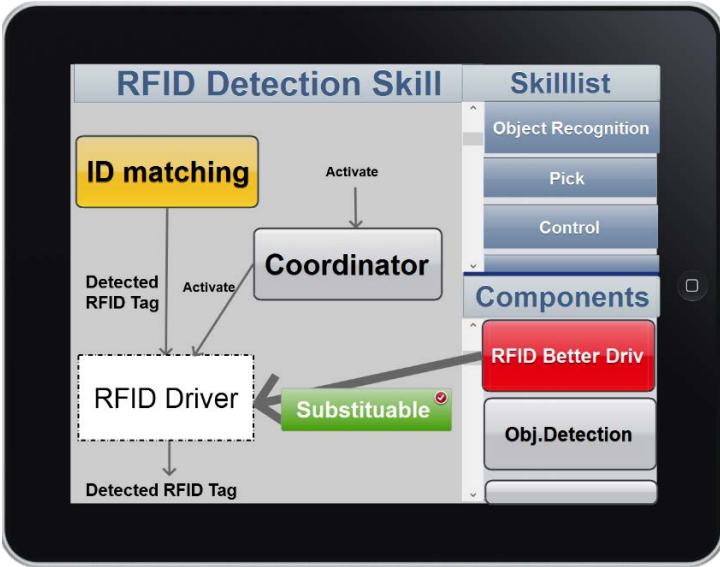 RFID Detection Skill
Skilllist
Object Recognition
Pick
Control
ID matching
Activate
Coordinator
Detected
RFID Tag
Activate
Components
RFID Better Driv
RFID Driver
Substituable
Obj.Detection
Detected RFID Tag